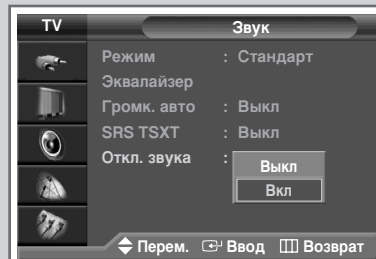 TV Звук
Режим : Стандарт
Эквалайзер
Громк. авто : Выкл
SRS TSXT : Выкл
Откл. звука : Выкл
Вкл
Перем. Ввод Возврат